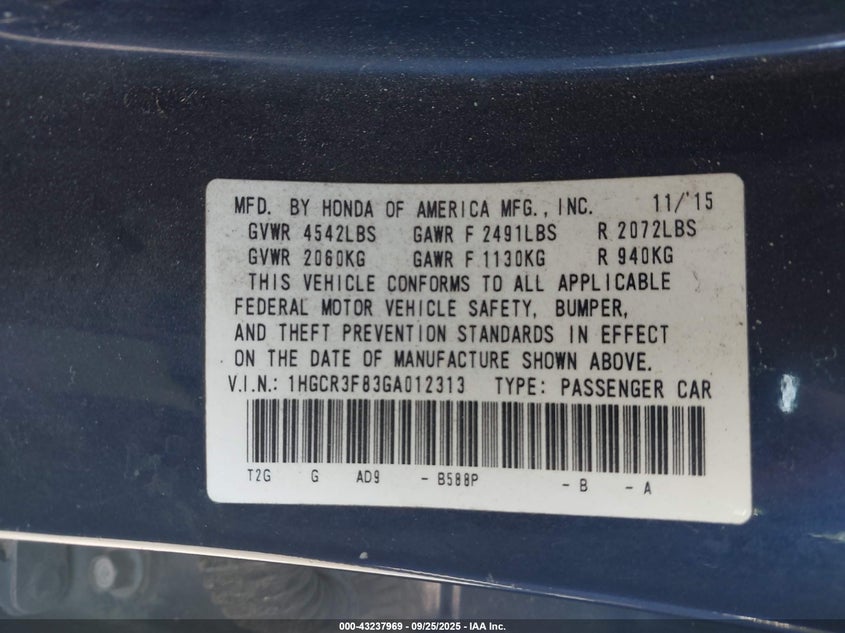 MFD. BY HONDA OF AMERICA MFG., INC. 11/'15
GVWR 4542LBS GAWR F 2491LBS R 2072LBS
GVWR 2060KG GAWR F 1130KG R 940KG
THIS VEHICLE CONFORMS TO ALL APPLICABLE
FEDERAL MOTOR VEHICLE SAFETY, BUMPER,
AND THEFT PREVENTION STANDARDS IN EFFECT
ON THE DATE OF MANUFACTURE SHOWN ABOVE.
V.I.N.: 1HGCR3F83GA012313 TYPE: PASSENGER CAR
T2G G AD9 - B588P - B - A
000-43237969 - 09/25/2025 - IAA Inc.